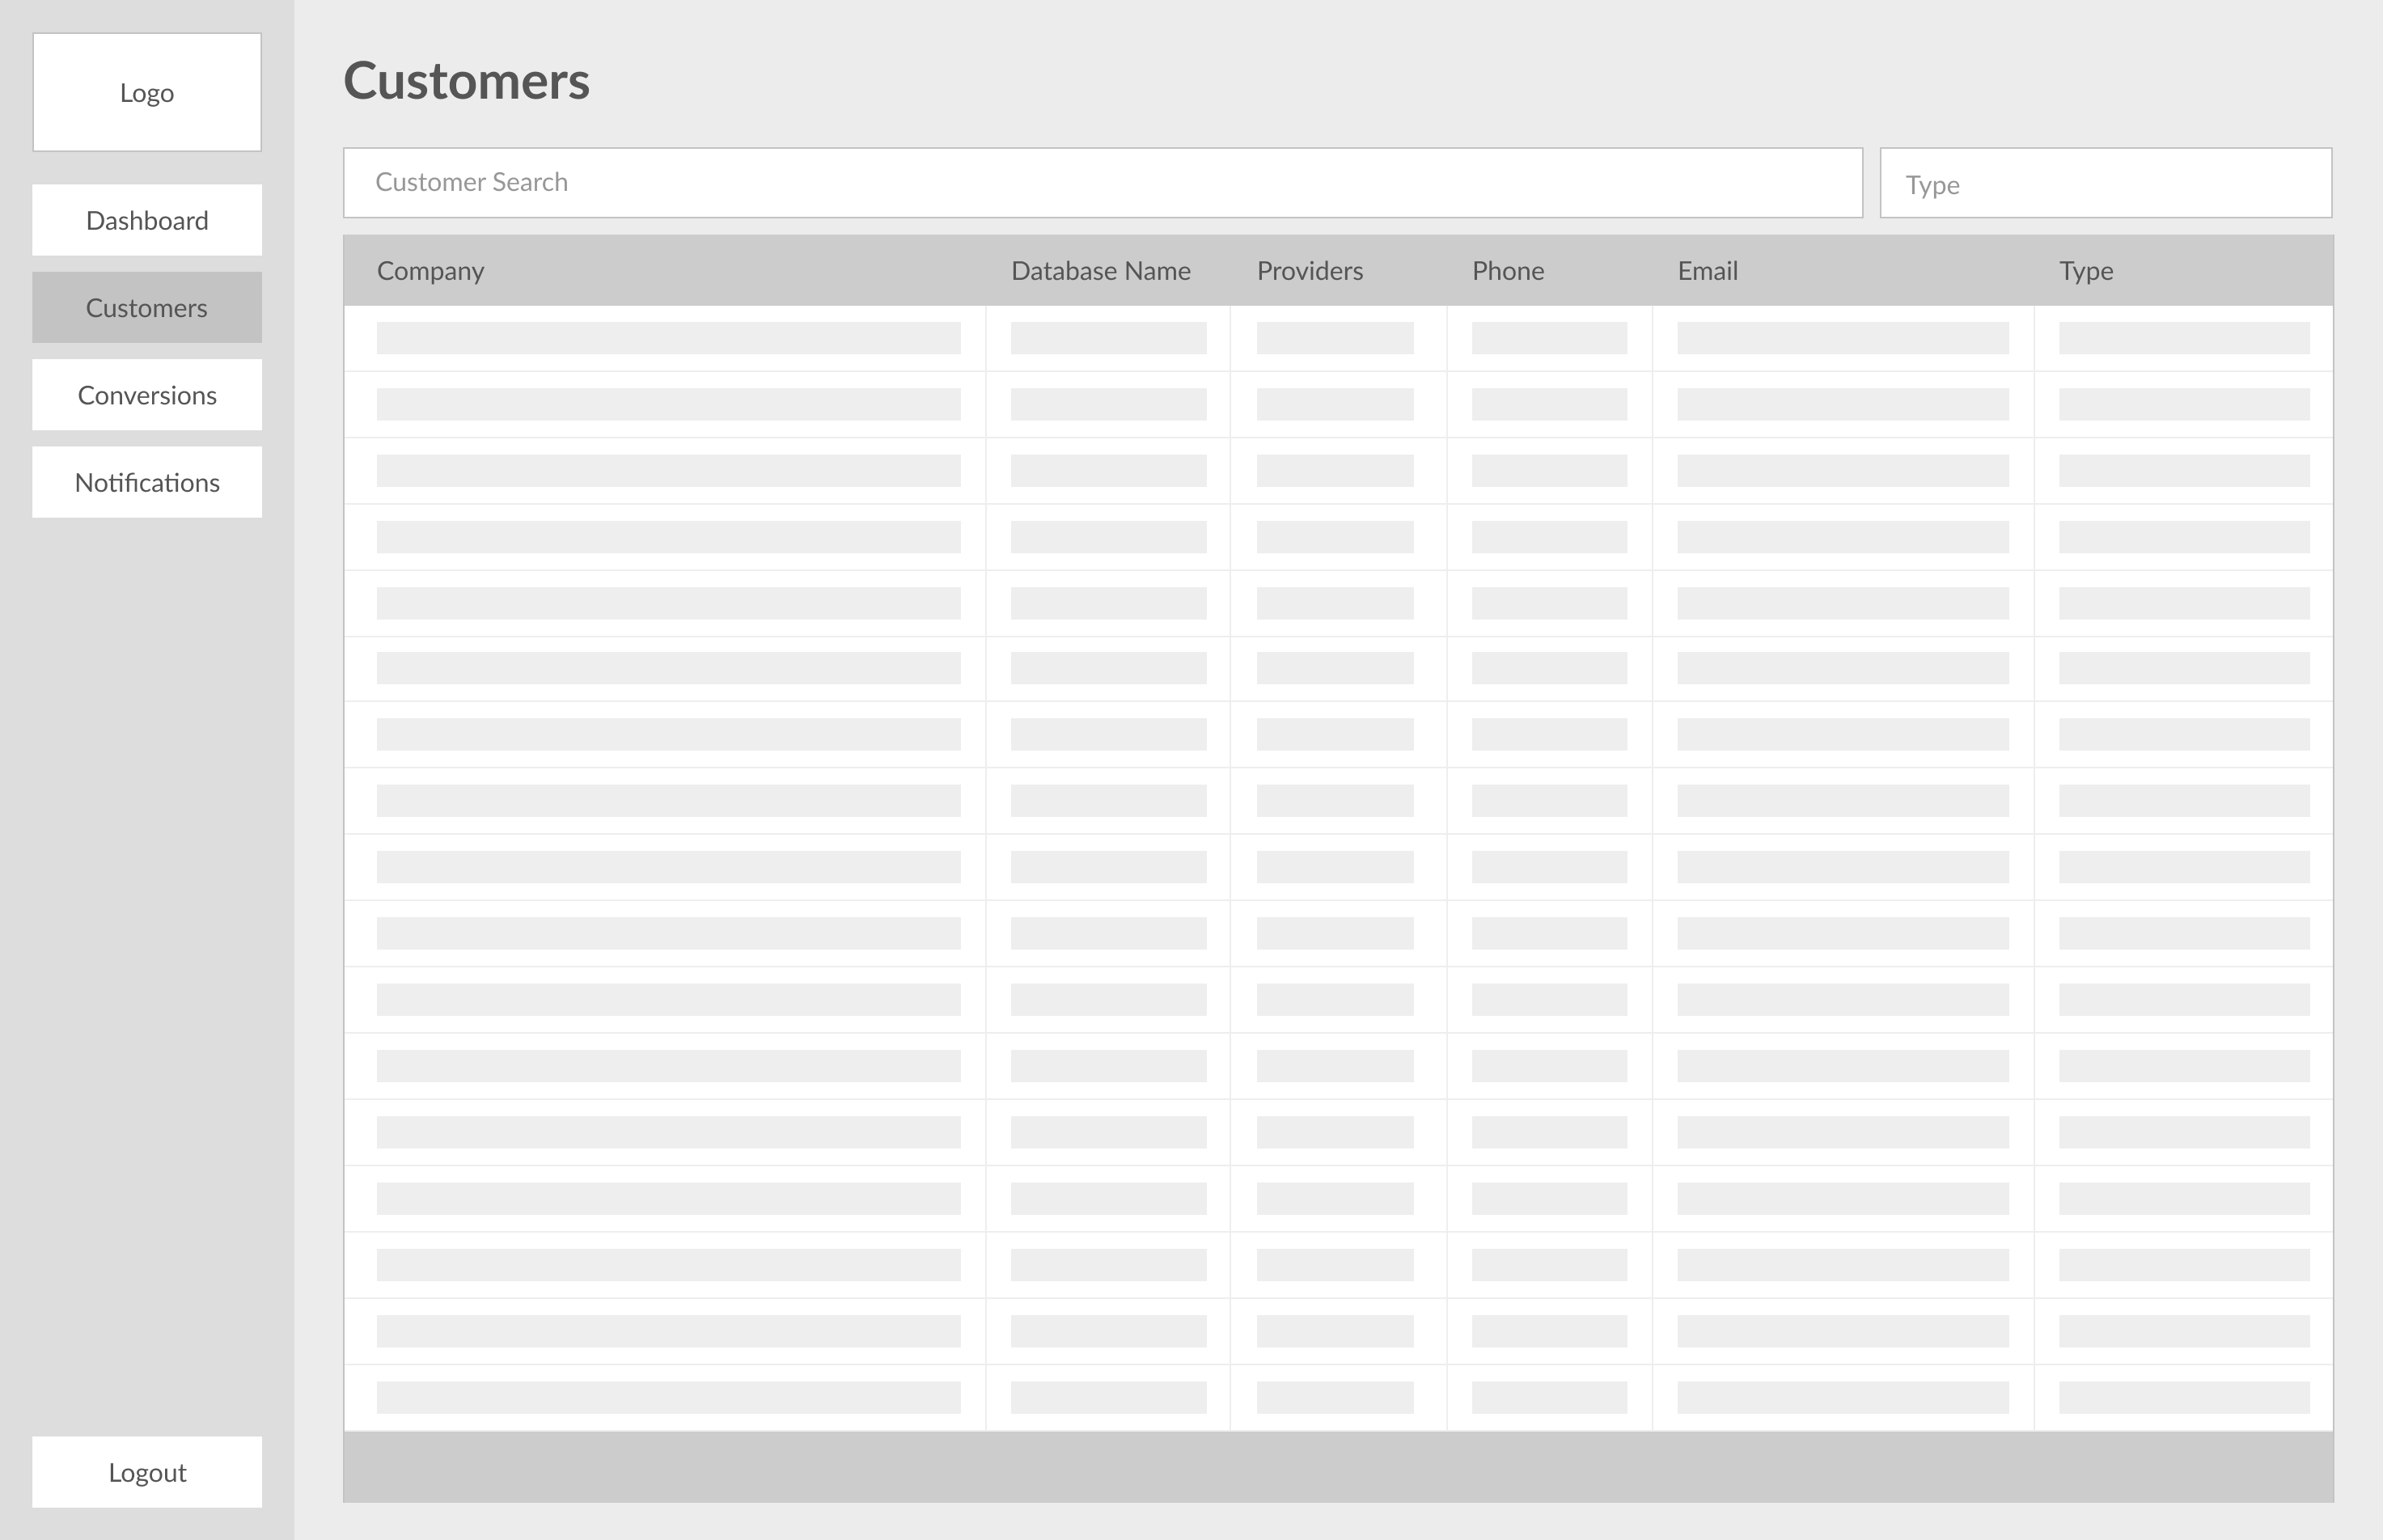 Logo
Dashboard
Customers
Conversions
Notifications
Logout
Customers
Customer Search
Type
Company
Database Name
Providers
Phone
Email
Type